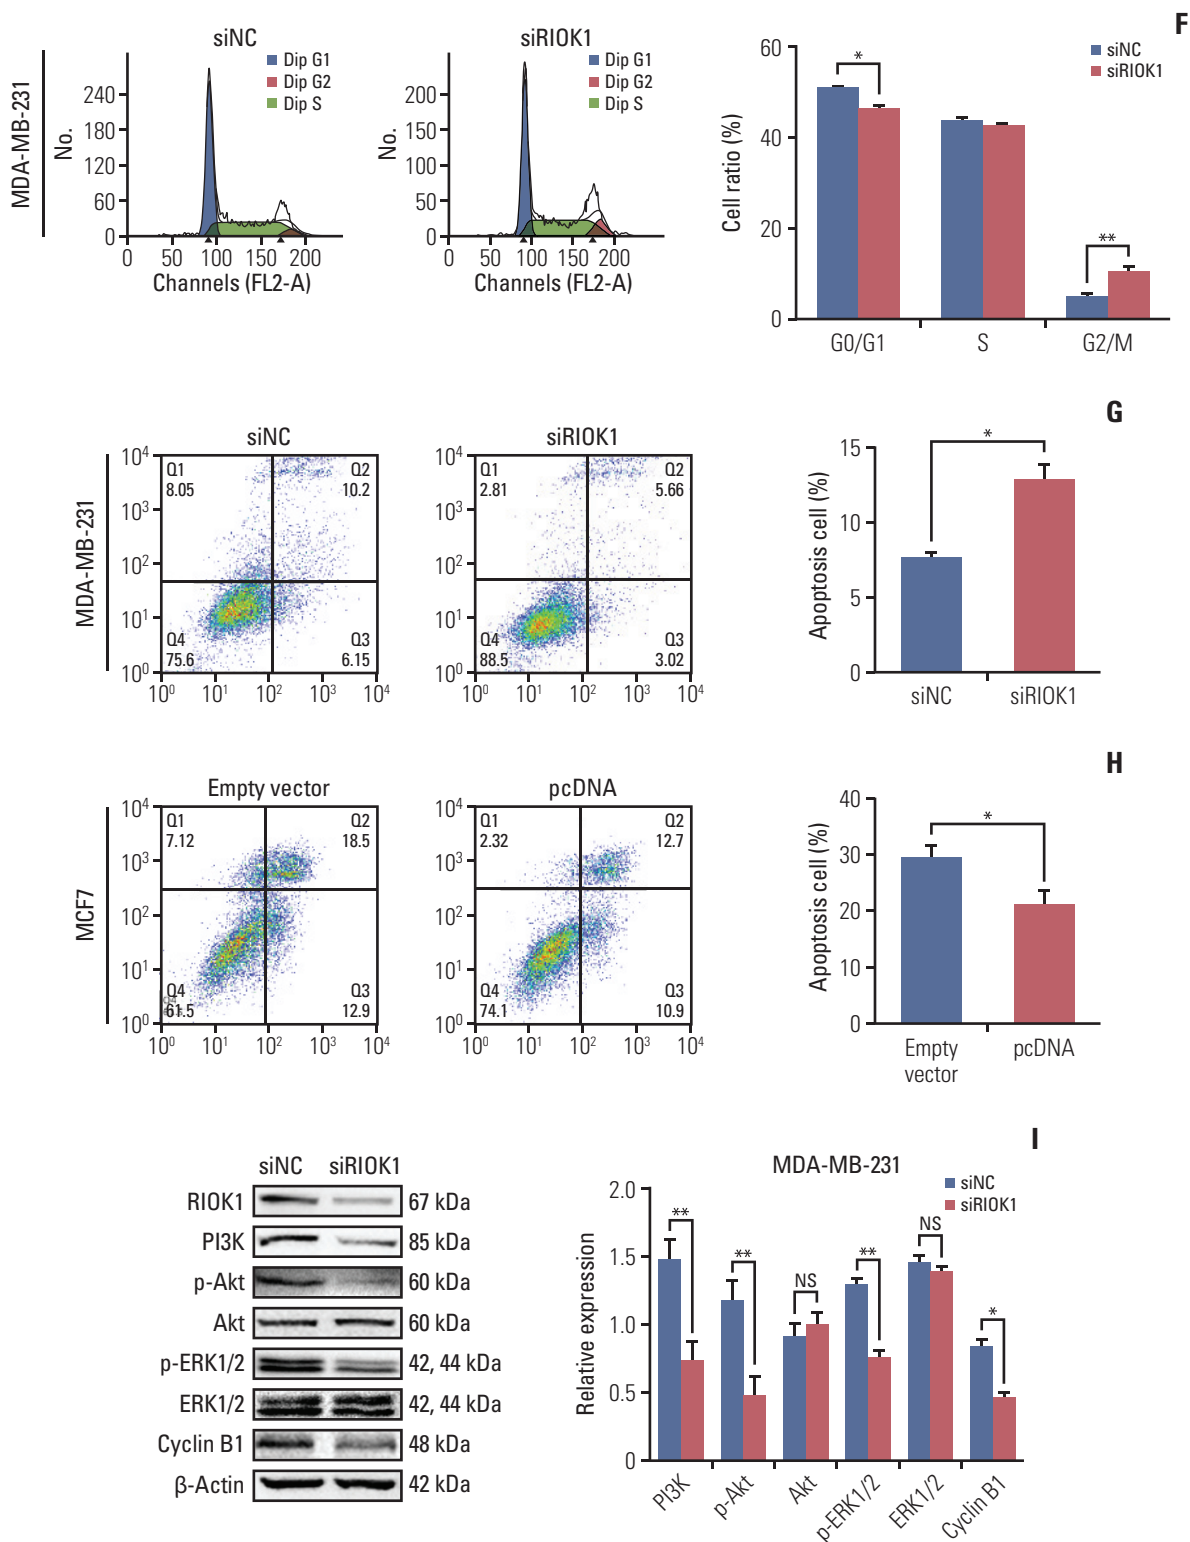 F
MDA-MB-231
siNC
Dip G1
Dip G2
Dip S
No.
240
180
120
60
0
0 50 100 150 200
Channels (FL2-A)
siRIOK1
Dip G1
Dip G2
Dip S
No.
200
150
100
50
0
0 50 100 150 200
Channels (FL2-A)
siNC
siRIOK1
Cell ratio (%)
60
40
20
0
*
**
G0/G1 S G2/M
G
MDA-MB-231
siNC
10⁴
10³
10²
10¹
10⁰
Q1
8.05
Q2
10.2
Q4
75.6
Q3
6.15
10⁰ 10¹ 10² 10³ 10⁴
siRIOK1
10⁴
10³
10²
10¹
10⁰
Q1
2.81
Q2
5.66
Q4
88.5
Q3
3.02
10⁰ 10¹ 10² 10³ 10⁴
Apoptosis cell (%)
15
10
5
0
*
siNC siRIOK1
H
MCF7
Empty vector
10⁴
10³
10²
10¹
10⁰
Q1
7.12
Q2
18.5
Q4
61.5
Q3
12.9
10⁰ 10¹ 10² 10³ 10⁴
pcDNA
10⁴
10³
10²
10¹
10⁰
Q1
2.32
Q2
12.7
Q4
74.1
Q3
10.9
10⁰ 10¹ 10² 10³ 10⁴
Apoptosis cell (%)
40
30
20
10
0
*
Empty
vector
pcDNA
I
siNC siRIOK1
RIOK1 67 kDa
PI3K 85 kDa
p-Akt 60 kDa
Akt 60 kDa
p-ERK1/2 42, 44 kDa
ERK1/2 42, 44 kDa
Cyclin B1 48 kDa
β-Actin 42 kDa
MDA-MB-231
siNC
siRIOK1
Relative expression
2.0
1.5
1.0
0.5
0
**
**
NS
**
NS
*
PI3K
p-Akt
Akt
p-ERK1/2
ERK1/2
Cyclin B1